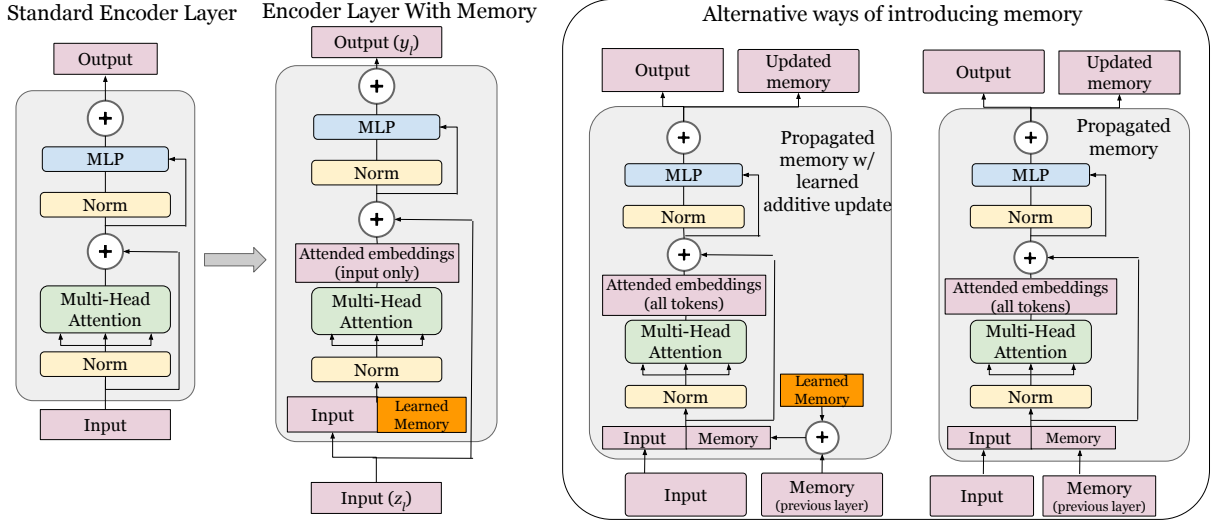 Standard Encoder Layer
Output
+
MLP
Norm
+
Multi-Head
Attention
Norm
Input
Encoder Layer With Memory
Output (y_l)
+
MLP
Norm
+
Attended embeddings
(input only)
Multi-Head
Attention
Norm
Input
Learned
Memory
Input (z_l)
Alternative ways of introducing memory
Output
Updated
memory
+
Propagated
memory w/
learned
additive update
MLP
Norm
+
Attended embeddings
(all tokens)
Multi-Head
Attention
Norm
Learned
Memory
Input
Memory
+
Input
Memory
(previous layer)
Output
Updated
memory
+
Propagated
memory
MLP
Norm
+
Attended embeddings
(all tokens)
Multi-Head
Attention
Norm
Input
Memory
Input
Memory
(previous layer)